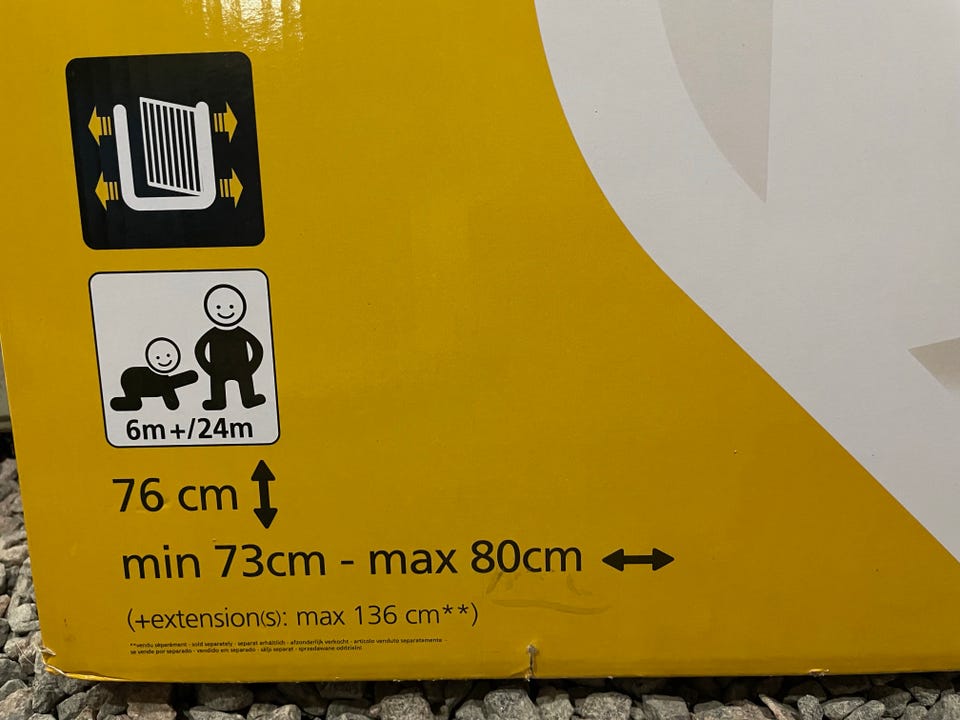 6m+/24m
76 cm
min 73cm - max 80cm
(+extension(s): max 136 cm**)
**vendu séparément - sold separately - separat erhältlich - afzonderlijk verkocht - articolo venduto separatamente -
se vende por separado - vendido em separado - säljs separat - sprzedawane oddzielni